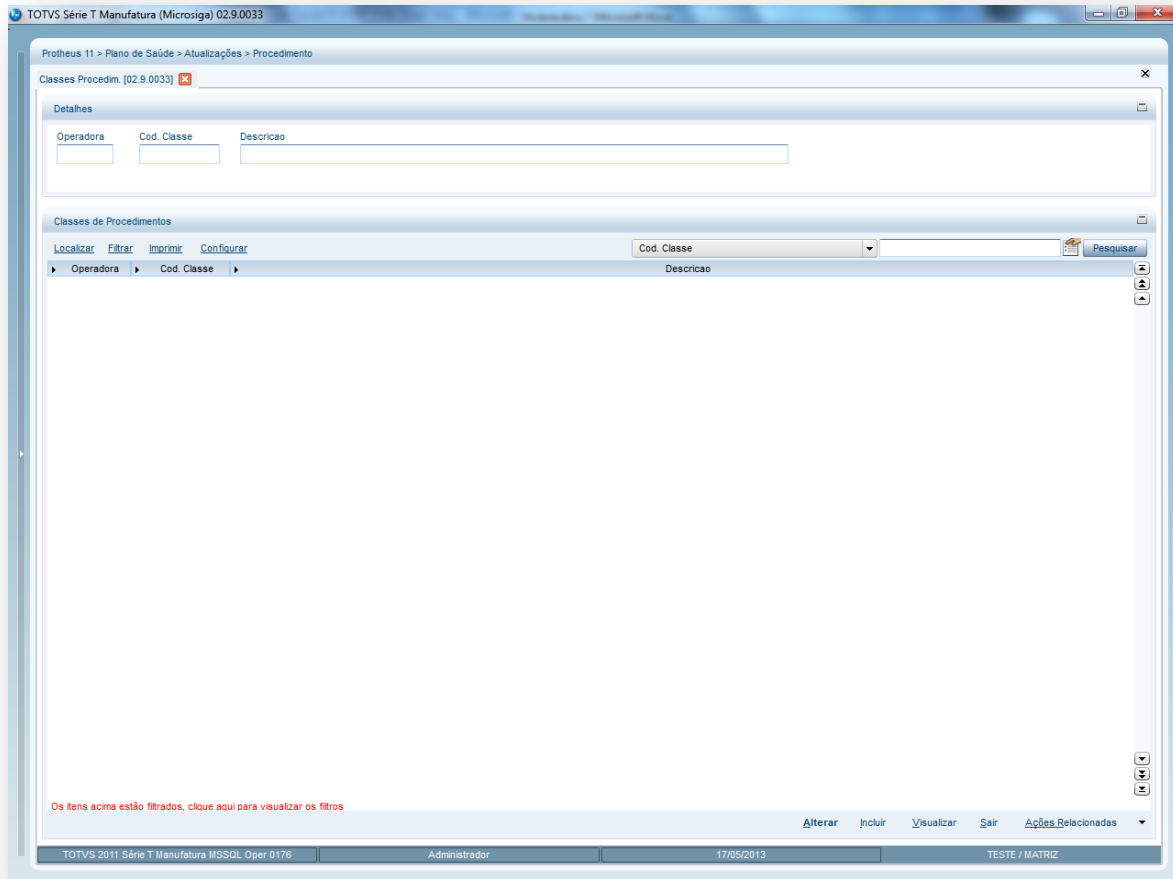 TOTVS Série T Manufatura (Microsiga) 02.9.0033
Protheus 11 > Plano de Saúde > Atualizações > Procedimento
Classes Procedim. [02.9.0033]
Detalhes
Operadora Cod. Classe Descricao
Classes de Procedimentos
Localizar Filtrar Imprimir Configurar Cod. Classe Pesquisar
Operadora Cod. Classe Descricao
Os itens acima estão filtrados, clique aqui para visualizar os filtros
Alterar Incluir Visualizar Sair Ações Relacionadas
TOTVS 2011 Série T Manufatura MSSQL Oper 0176 Administrador 17/05/2013 TESTE / MATRIZ